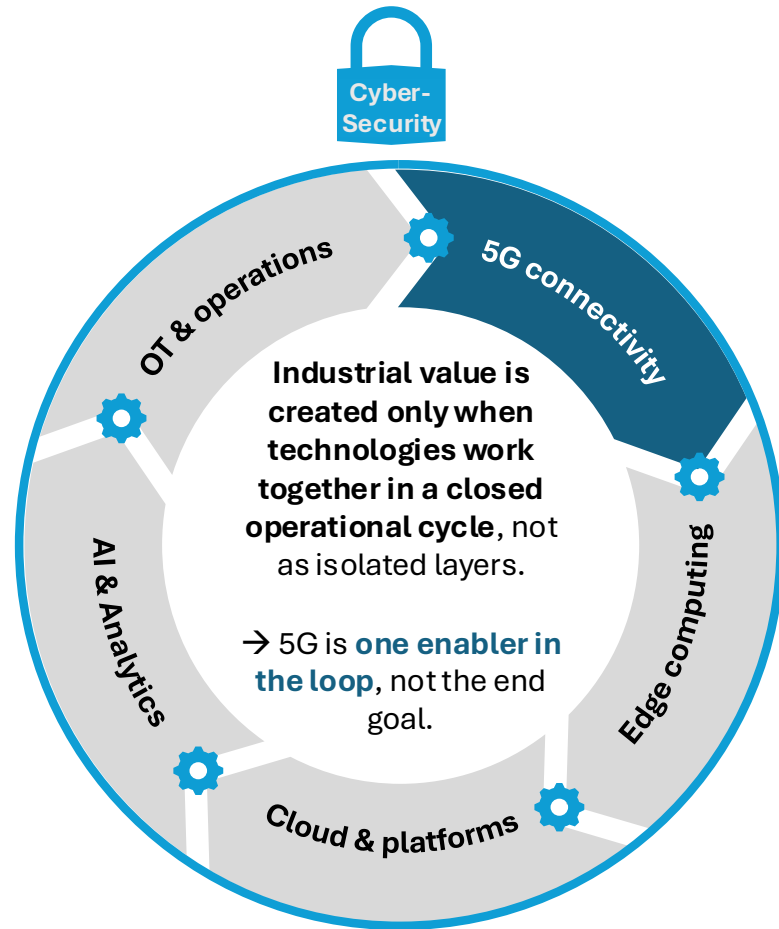 Cyber-
Security
OT & operations
5G connectivity
Industrial value is
created only when
technologies work
together in a closed
operational cycle, not
as isolated layers.
→ 5G is one enabler in
the loop, not the end
goal.
AI & Analytics
Edge computing
Cloud & platforms